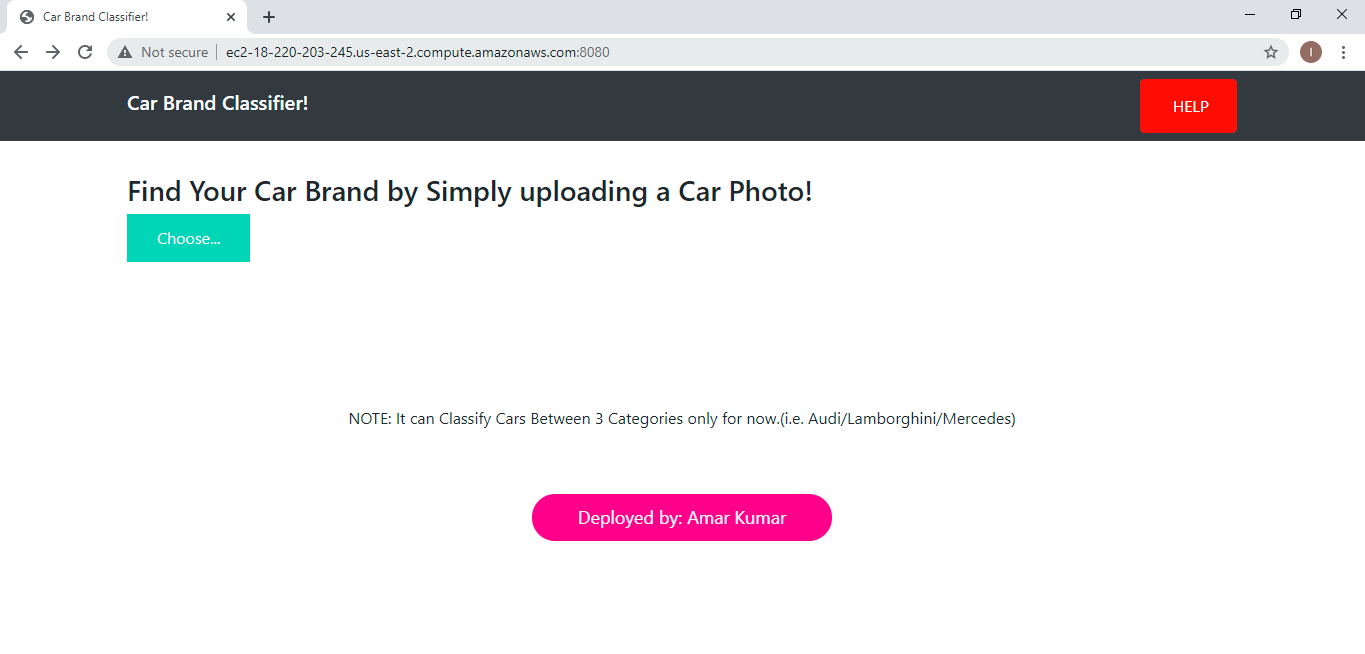 Car Brand Classifier!
Not secure ec2-18-220-203-245.us-east-2.compute.amazonaws.com:8080
I
Car Brand Classifier!
HELP
Find Your Car Brand by Simply uploading a Car Photo!
Choose...
NOTE: It can Classify Cars Between 3 Categories only for now.(i.e. Audi/Lamborghini/Mercedes)
Deployed by: Amar Kumar